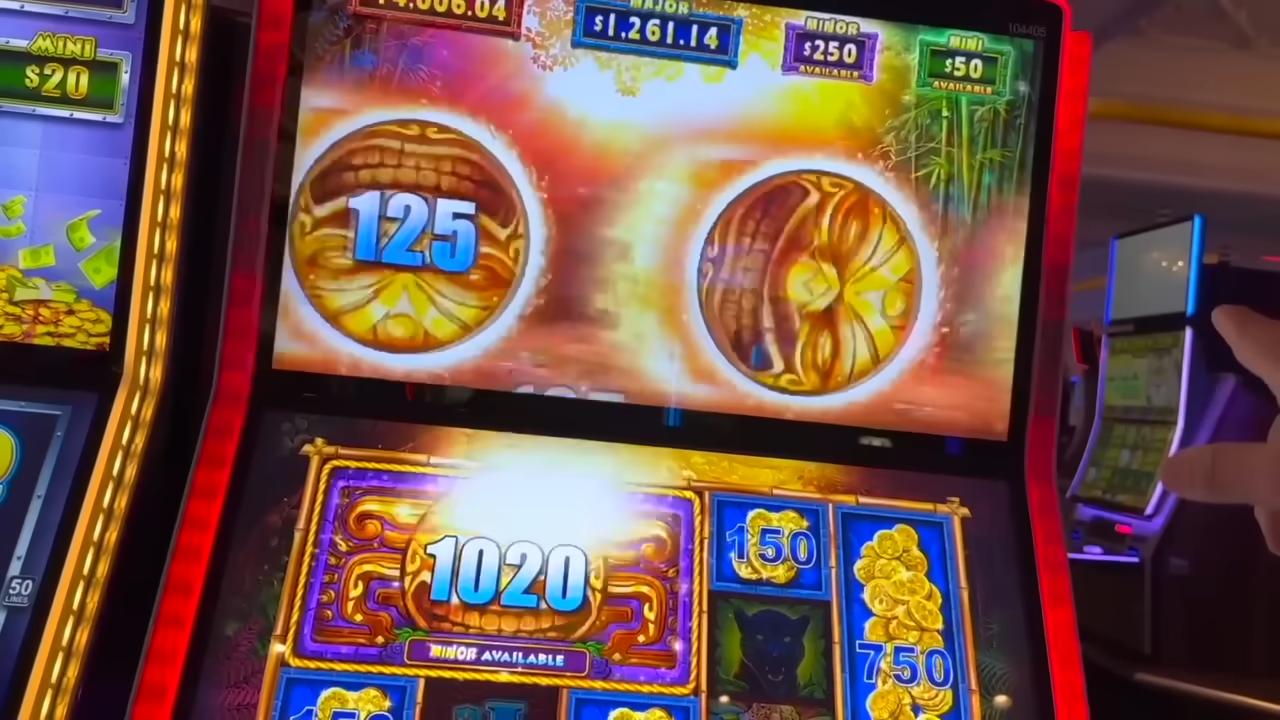 MAJOR
$1,261.14
MINOR
$250
AVAILABLE
MINI
$50
AVAILABLE
104405
MINI
$20
125
1020
MINOR AVAILABLE
150
750
50
LINES